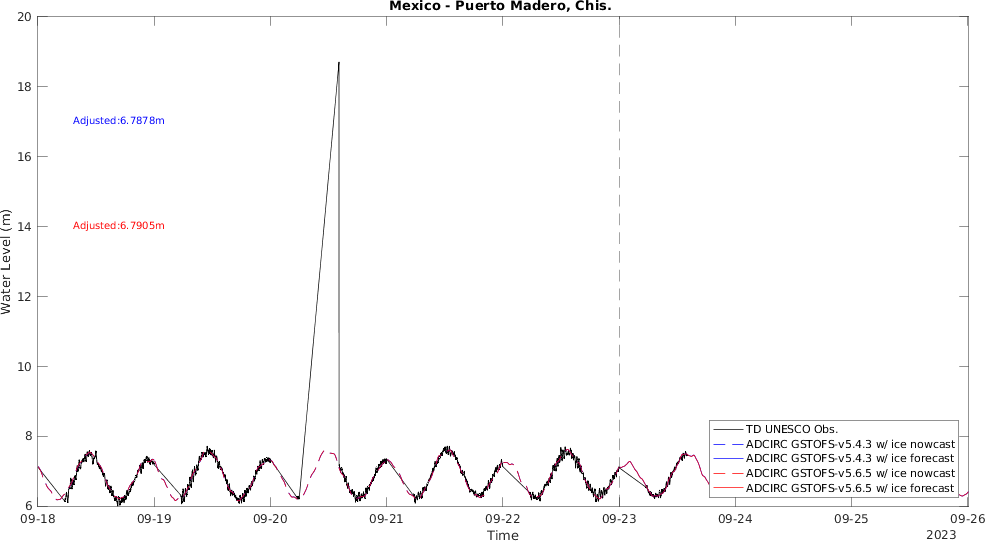 Mexico - Puerto Madero, Chis.
20
18
16
14
12
10
8
6
Water Level (m)
Adjusted:6.7878m
Adjusted:6.7905m
TD UNESCO Obs.
ADCIRC GSTOFS-v5.4.3 w/ ice nowcast
ADCIRC GSTOFS-v5.4.3 w/ ice forecast
ADCIRC GSTOFS-v5.6.5 w/ ice nowcast
ADCIRC GSTOFS-v5.6.5 w/ ice forecast
09-18 09-19 09-20 09-21 09-22 09-23 09-24 09-25 09-26
Time
2023